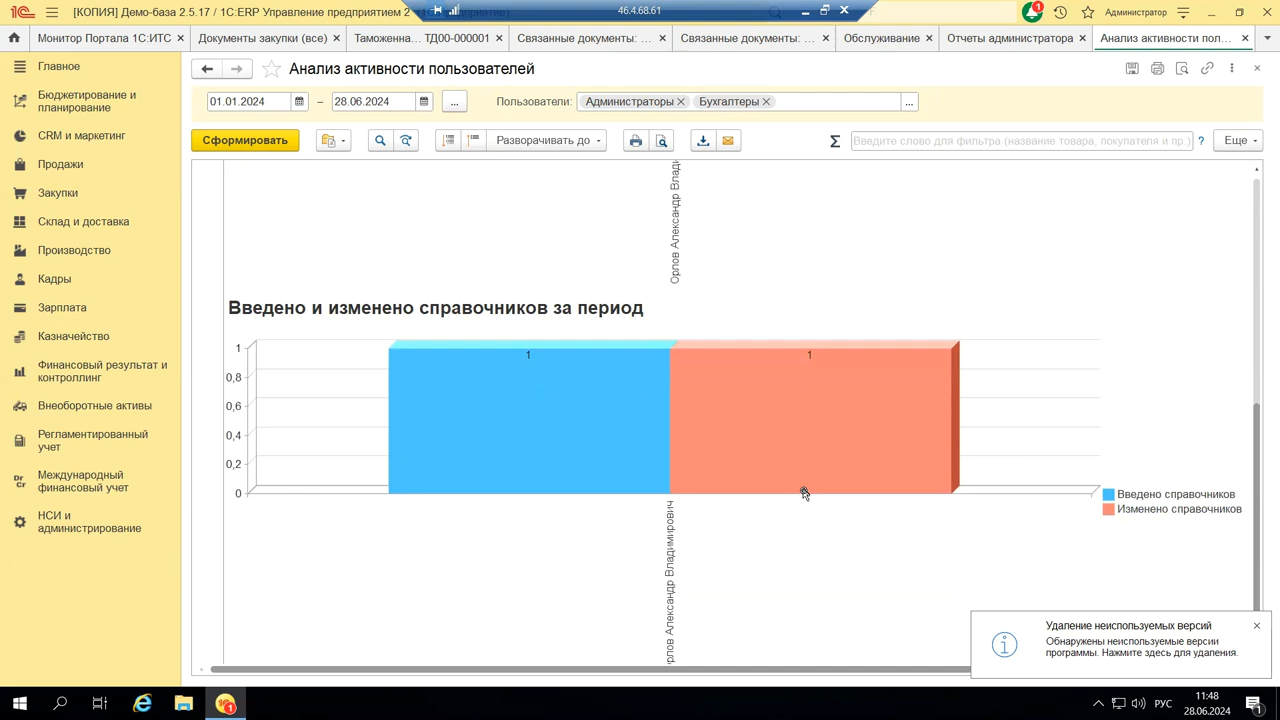 [КОПИЯ] Демо-база 2.5.17 / 1С:ERP Управление предприятием 2
46.4.68.61
Администратор
Монитор Портала 1С:ИТС
Документы закупки (все)
Таможенна... ТД00-000001
Связанные документы: ...
Связанные документы: ...
Обслуживание
Отчеты администратора
Анализ активности пол...
Главное
Бюджетирование и
планирование
CRM и маркетинг
Продажи
Закупки
Склад и доставка
Производство
Кадры
Зарплата
Казначейство
Финансовый результат и
контроллинг
Внеоборотные активы
Регламентированный
учет
Международный
финансовый учет
НСИ и
администрирование
Анализ активности пользователей
01.01.2024 – 28.06.2024 ... Пользователи: Администраторы Бухгалтеры ...
Сформировать
Разворачивать до
Σ
Введите слово для фильтра (название товара, покупателя и пр.)
?
Еще
Орлов Александр Влади
Введено и изменено справочников за период
1
0,8
0,6
0,4
0,2
0
1
1
Александр Владимирович
Введено справочников
Изменено справочников
Удаление неиспользуемых версий
Обнаружены неиспользуемые версии
программы. Нажмите здесь для удаления.
РУС
11:48
28.06.2024